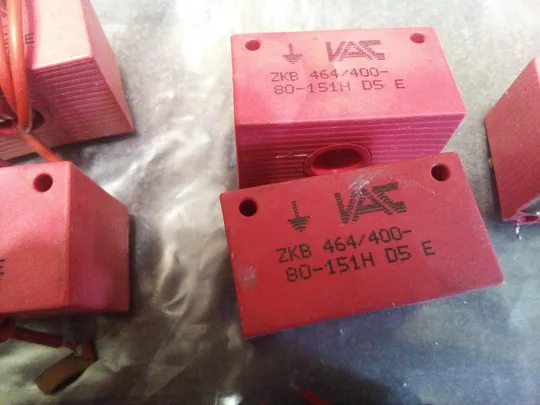 VAC
ZKB 464/400-
80-151H D5 E
VAC
ZKB 464/400-
80-151H D5 E
E
E